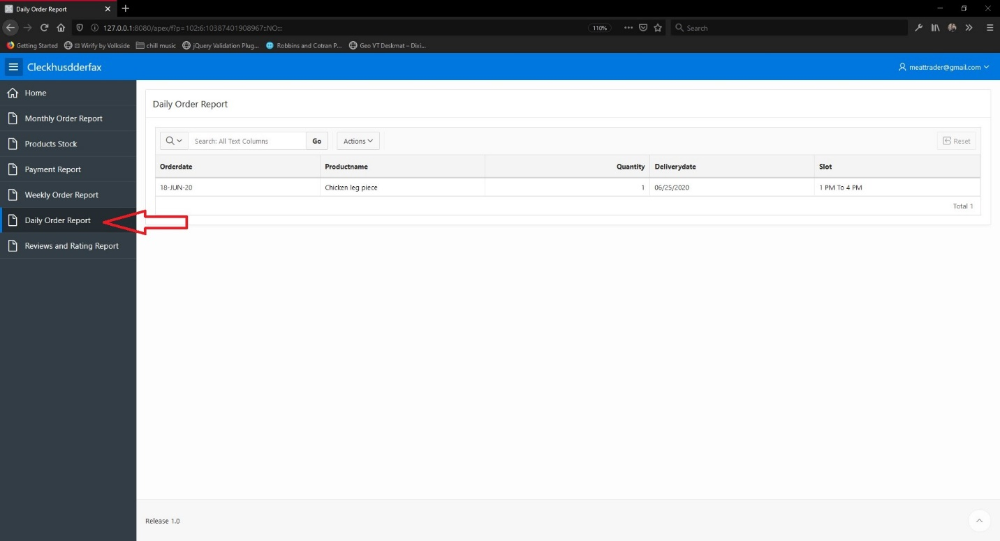 Daily Order Report
127.0.0.1:8080/apex/f?p=102:6:10387401908967::NO:::
110%
Search
Getting Started
Wirify by Volkside
chill music
jQuery Validation Plug...
Robbins and Cotran P...
Geo VT Deskmat – Dixi...
Cleckhusdderfax
meattrader@gmail.com
Home
Monthly Order Report
Products Stock
Payment Report
Weekly Order Report
Daily Order Report
Reviews and Rating Report
Daily Order Report
Search: All Text Columns
Go
Actions
Reset
Orderdate Productname Quantity Deliverydate Slot
18-JUN-20 Chicken leg piece 1 06/25/2020 1 PM To 4 PM
Total 1
Release 1.0